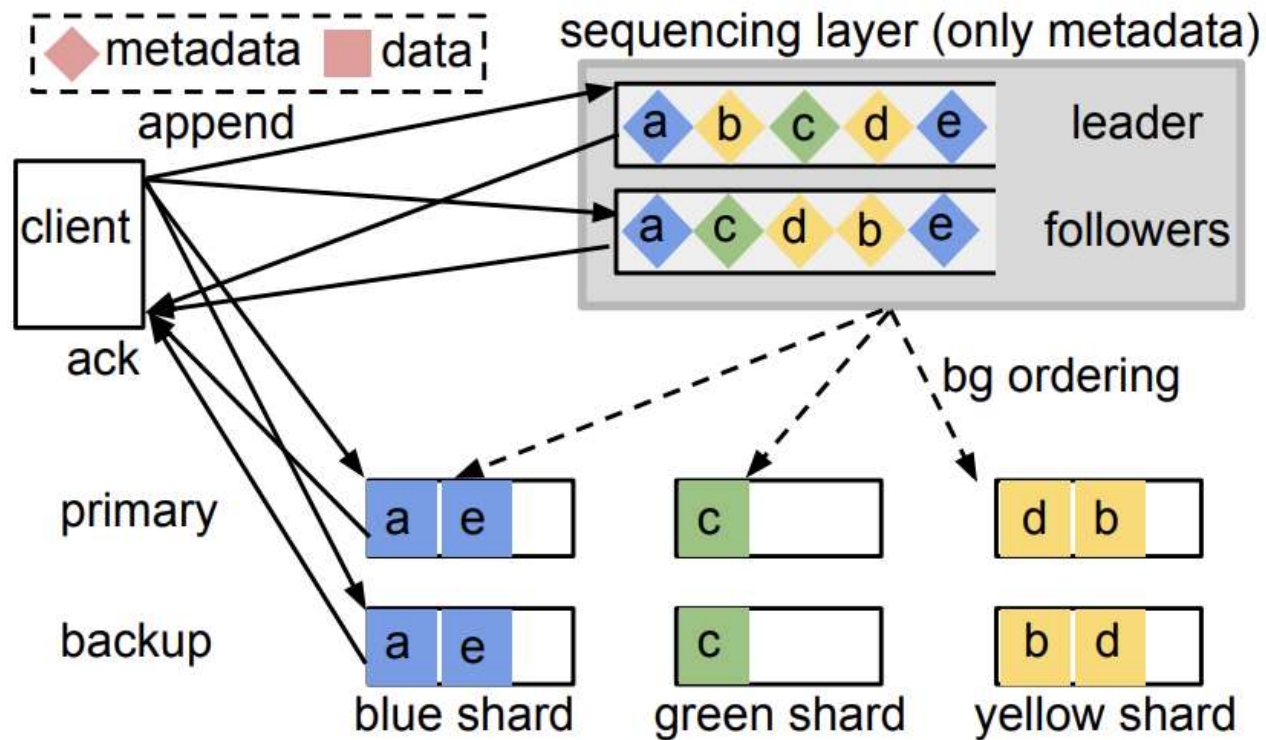 metadata data
sequencing layer (only metadata)
append
a b c d e
leader
client
a c d b e
followers
ack
bg ordering
primary
a e
c
d b
backup
a e
c
b d
blue shard
green shard
yellow shard